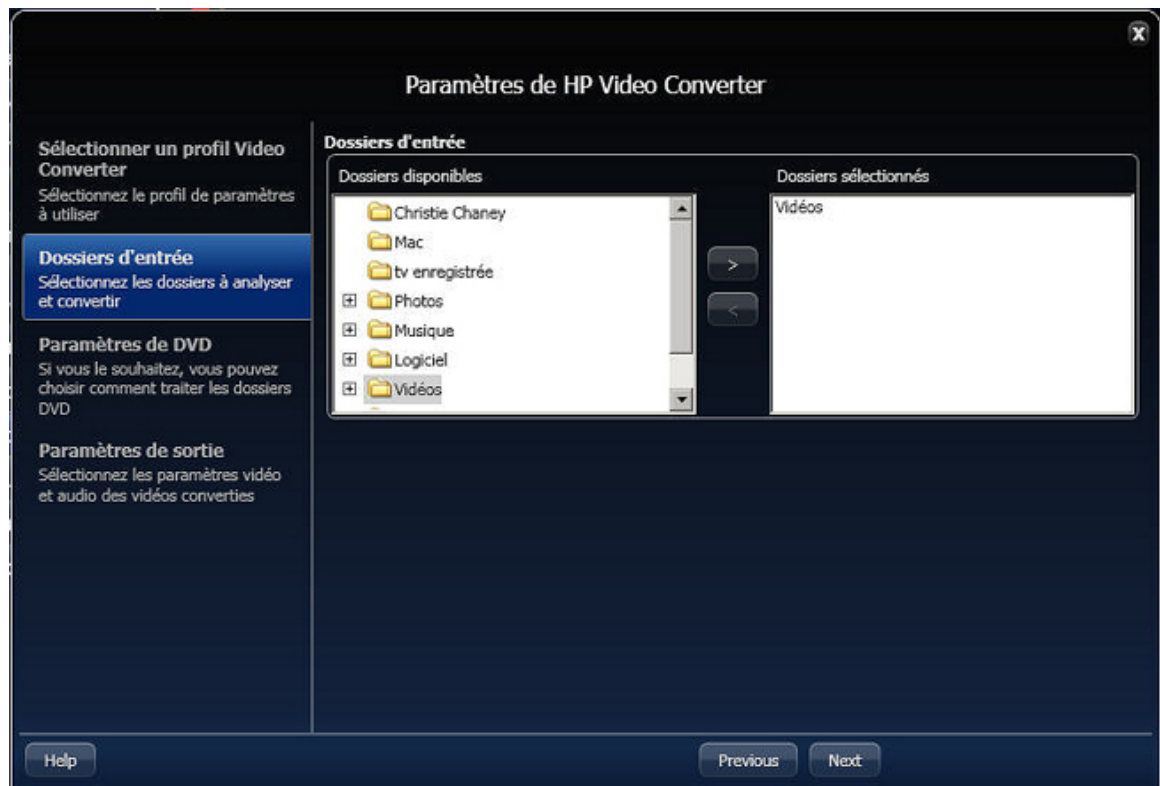 X
Paramètres de HP Video Converter
Sélectionner un profil Video
Converter
Sélectionnez le profil de paramètres
à utiliser
Dossiers d'entrée
Sélectionnez les dossiers à analyser
et convertir
Paramètres de DVD
Si vous le souhaitez, vous pouvez
choisir comment traiter les dossiers
DVD
Paramètres de sortie
Sélectionnez les paramètres vidéo
et audio des vidéos converties
Dossiers d'entrée
Dossiers disponibles
Christie Chaney
Mac
tv enregistrée
Photos
Musique
Logiciel
Vidéos
>
<
Dossiers sélectionnés
Vidéos
Help
Previous
Next